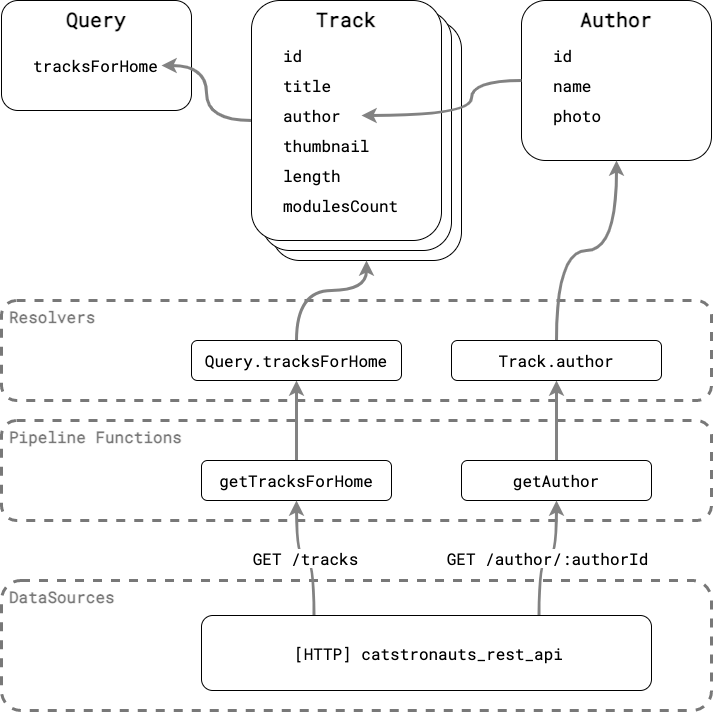 Query
tracksForHome
Track
id
title
author
thumbnail
length
modulesCount
Author
id
name
photo
Resolvers
Query.tracksForHome
Track.author
Pipeline Functions
getTracksForHome
getAuthor
GET /tracks
GET /author/:authorId
DataSources
[HTTP] catstronauts_rest_api